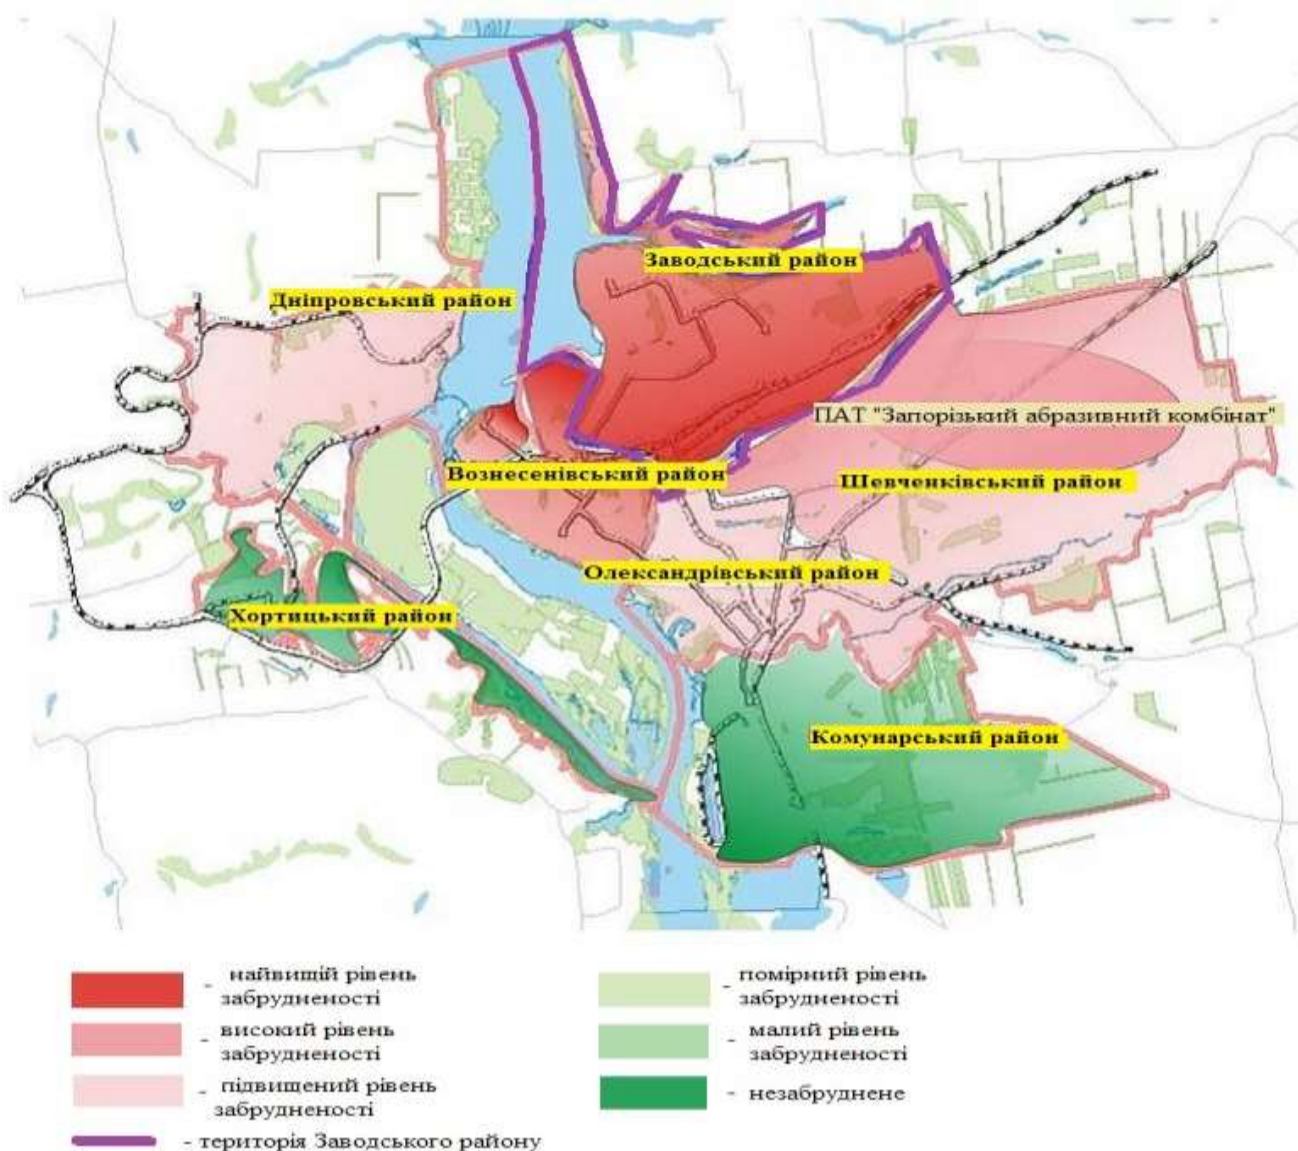 Заводський район
Дніпровський район
ПАТ "Запорізький абразивний комбінат"
Вознесенівський район
Шевченківський район
Олександрівський район
Хортицький район
Комунарський район
- найвищій рівень
забрудненості
- високий рівень
забрудненості
- підвищений рівень
забрудненості
- територія Заводського району
- помірний рівень
забрудненості
- малий рівень
забрудненості
- незабруднене